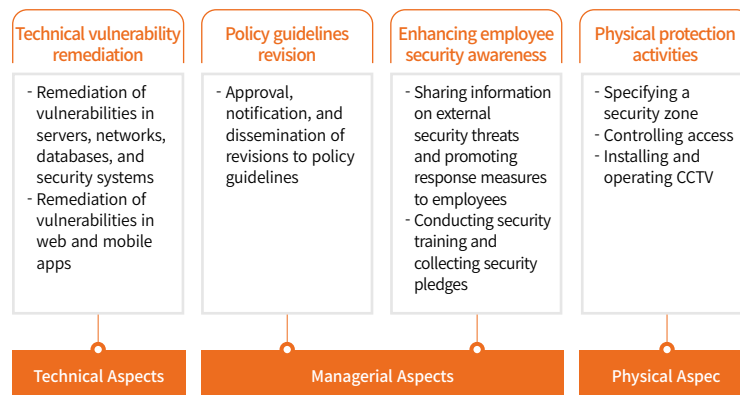 Technical vulnerability
remediation
- Remediation of
vulnerabilities in
servers, networks,
databases, and
security systems
- Remediation of
vulnerabilities in
web and mobile
apps
Technical Aspects
Policy guidelines
revision
- Approval,
notification, and
dissemination of
revisions to policy
guidelines
Enhancing employee
security awareness
- Sharing information
on external
security threats
and promoting
response measures
to employees
- Conducting security
training and
collecting security
pledges
Managerial Aspects
Physical protection
activities
- Specifying a
security zone
- Controlling access
- Installing and
operating CCTV
Physical Aspec